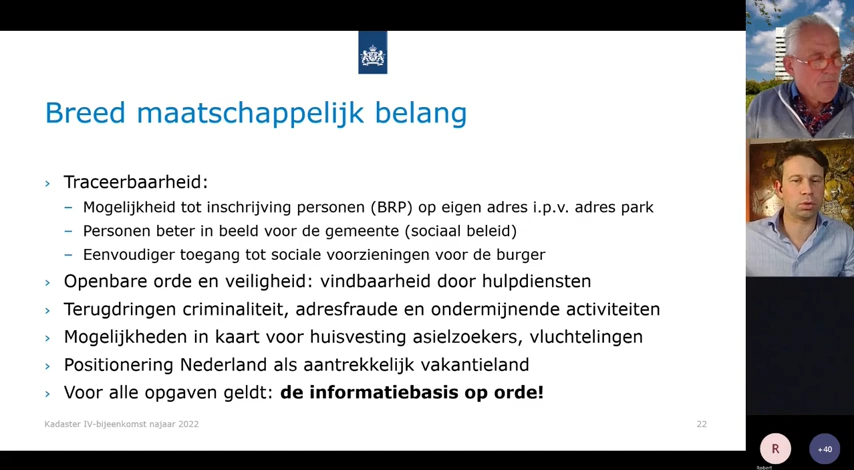 Breed maatschappelijk belang
› Traceerbaarheid:
– Mogelijkheid tot inschrijving personen (BRP) op eigen adres i.p.v. adres park
– Personen beter in beeld voor de gemeente (sociaal beleid)
– Eenvoudiger toegang tot sociale voorzieningen voor de burger
› Openbare orde en veiligheid: vindbaarheid door hulpdiensten
› Terugdringen criminaliteit, adresfraude en ondermijnende activiteiten
› Mogelijkheden in kaart voor huisvesting asielzoekers, vluchtelingen
› Positionering Nederland als aantrekkelijk vakantieland
› Voor alle opgaven geldt: de informatiebasis op orde!
Kadaster IV-bijeenkomst najaar 2022
22
R
+40